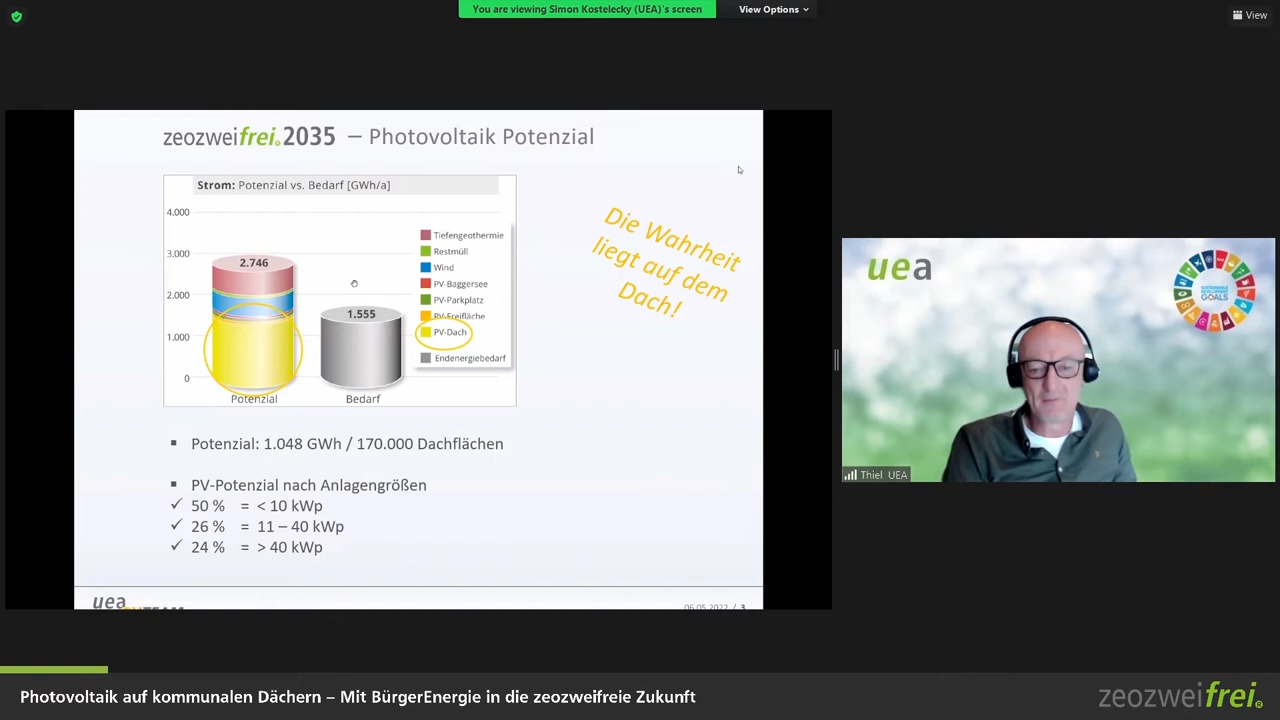 You are viewing Simon Kostelecky (UEA)'s screen
View Options
View
zeozweifrei.2035 – Photovoltaik Potenzial
Strom: Potenzial vs. Bedarf [GWh/a]
4.000
3.000
2.000
1.000
0
2.746
1.555
Potenzial
Bedarf
Tiefengeothermie
Restmüll
Wind
PV-Baggersee
PV-Parkplatz
PV-Freifläche
PV-Dach
Endenergiebedarf
Die Wahrheit
liegt auf dem
Dach!
▪ Potenzial: 1.048 GWh / 170.000 Dachflächen
▪ PV-Potenzial nach Anlagengrößen
✓ 50 % = < 10 kWp
✓ 26 % = 11 – 40 kWp
✓ 24 % = > 40 kWp
uea
06.05.2022 / 3
uea
SUSTAINABLE
DEVELOPMENT
GOALS
Thiel UEA
Photovoltaik auf kommunalen Dächern – Mit BürgerEnergie in die zeozweifreie Zukunft
zeozweifrei.